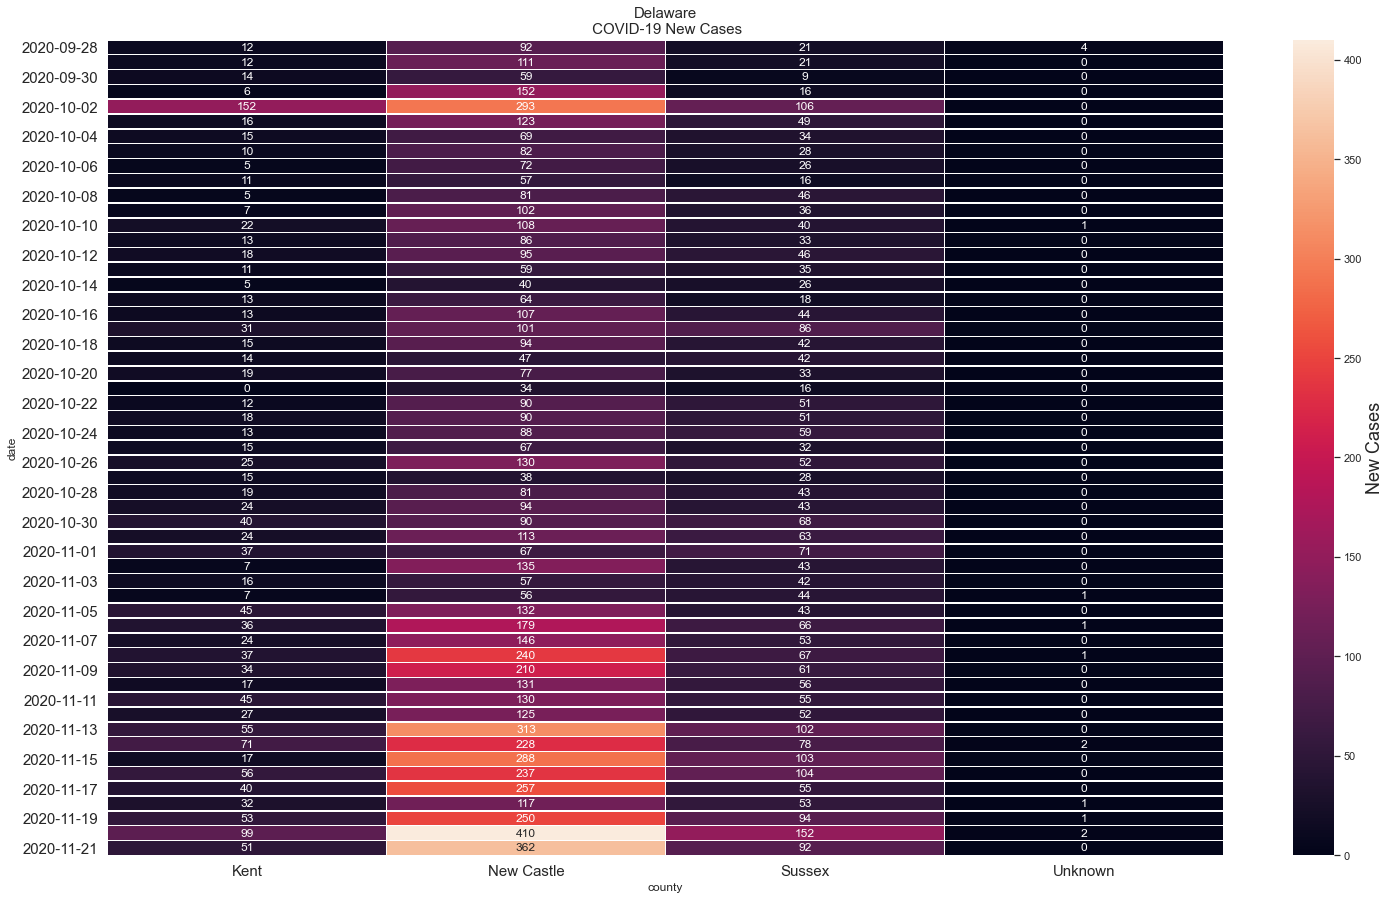 Delaware
COVID-19 New Cases
2020-09-28 12 92 21 4
12 111 21 0
2020-09-30 14 59 9 0
6 152 16 0
2020-10-02 152 293 106 0
16 123 49 0
2020-10-04 15 69 34 0
10 82 28 0
2020-10-06 5 72 26 0
11 57 16 0
2020-10-08 5 81 46 0
7 102 36 0
2020-10-10 22 108 40 1
13 86 33 0
2020-10-12 18 95 46 0
11 59 35 0
2020-10-14 5 40 26 0
13 64 18 0
2020-10-16 13 107 44 0
31 101 86 0
2020-10-18 15 94 42 0
14 47 42 0
2020-10-20 19 77 33 0
0 34 16 0
2020-10-22 12 90 51 0
18 90 51 0
2020-10-24 13 88 59 0
15 67 32 0
2020-10-26 25 130 52 0
15 38 28 0
2020-10-28 19 81 43 0
24 94 43 0
2020-10-30 40 90 68 0
24 113 63 0
2020-11-01 37 67 71 0
7 135 43 0
2020-11-03 16 57 42 0
7 56 44 1
2020-11-05 45 132 43 0
36 179 66 1
2020-11-07 24 146 53 0
37 240 67 1
2020-11-09 34 210 61 0
17 131 56 0
2020-11-11 45 130 55 0
27 125 52 0
2020-11-13 55 313 102 0
71 228 78 2
2020-11-15 17 288 103 0
56 237 104 0
2020-11-17 40 257 55 0
32 117 53 1
2020-11-19 53 250 94 1
99 410 152 2
2020-11-21 51 362 92 0
Kent New Castle Sussex Unknown
county
date
400
350
300
250
200
150
100
50
0
New Cases